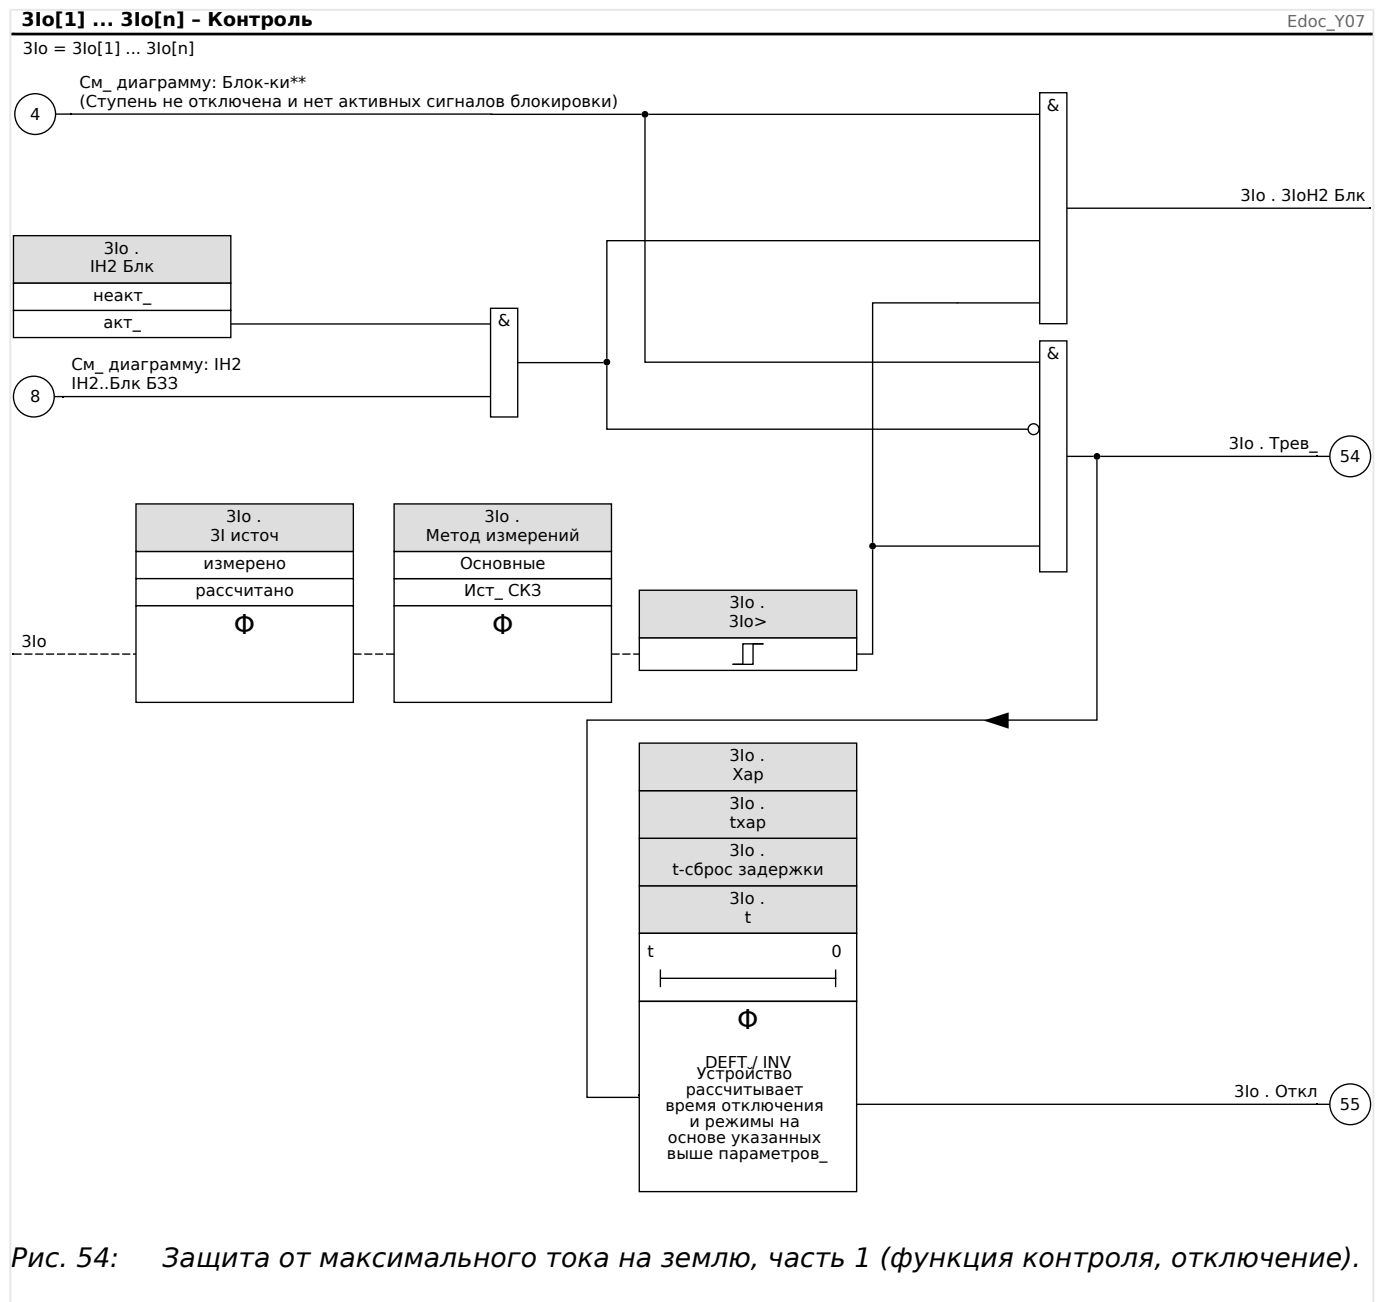 3Io[1] ... 3Io[n] – Контроль
Edoc_Y07
3Io = 3Io[1] ... 3Io[n]
См_ диаграмму: Блок-ки**
(Ступень не отключена и нет активных сигналов блокировки)
4
&
3Io . 3IoH2 Блк
3Io .
IH2 Блк
неакт_
акт_
&
См_ диаграмму: IH2
IH2..Блк БЗЗ
8
&
3Io . Трев_
54
3Io .
3I источ
измерено
рассчитано
Ф
3Io .
Метод измерений
Основные
Ист_ СКЗ
Ф
3Io .
3Io>
3Io
3Io .
Хар
3Io .
tхар
3Io .
t-сброс задержки
3Io .
t
t 0
Ф
DEFT / INV
Устройство
рассчитывает
время отключения
и режимы на
основе указанных
выше параметров_
3Io . Откл
55
Рис. 54: Защита от максимального тока на землю, часть 1 (функция контроля, отключение).